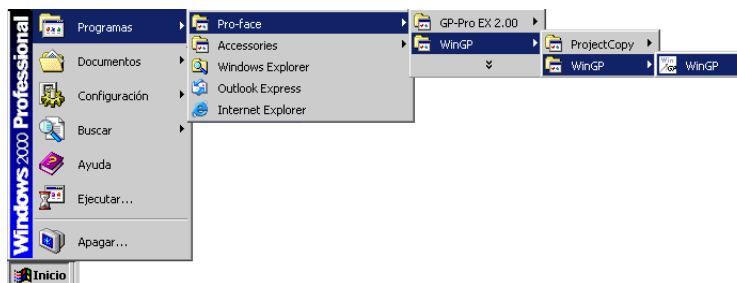 Windows 2000 Professional
Programas
Documentos
Configuración
Buscar
Ayuda
Ejecutar...
Apagar...
Inicio
Pro-face
Accessories
Windows Explorer
Outlook Express
Internet Explorer
GP-Pro EX 2.00
WinGP
ProjectCopy
WinGP
WinGP